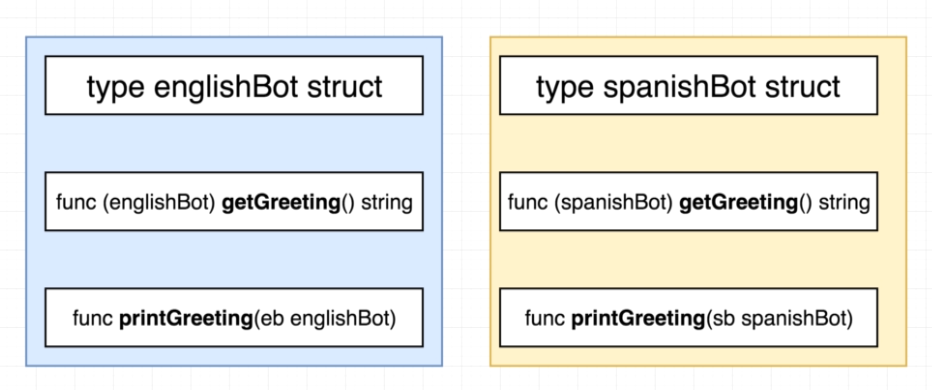 type englishBot struct
func (englishBot) getGreeting() string
func printGreeting(eb englishBot)
type spanishBot struct
func (spanishBot) getGreeting() string
func printGreeting(sb spanishBot)